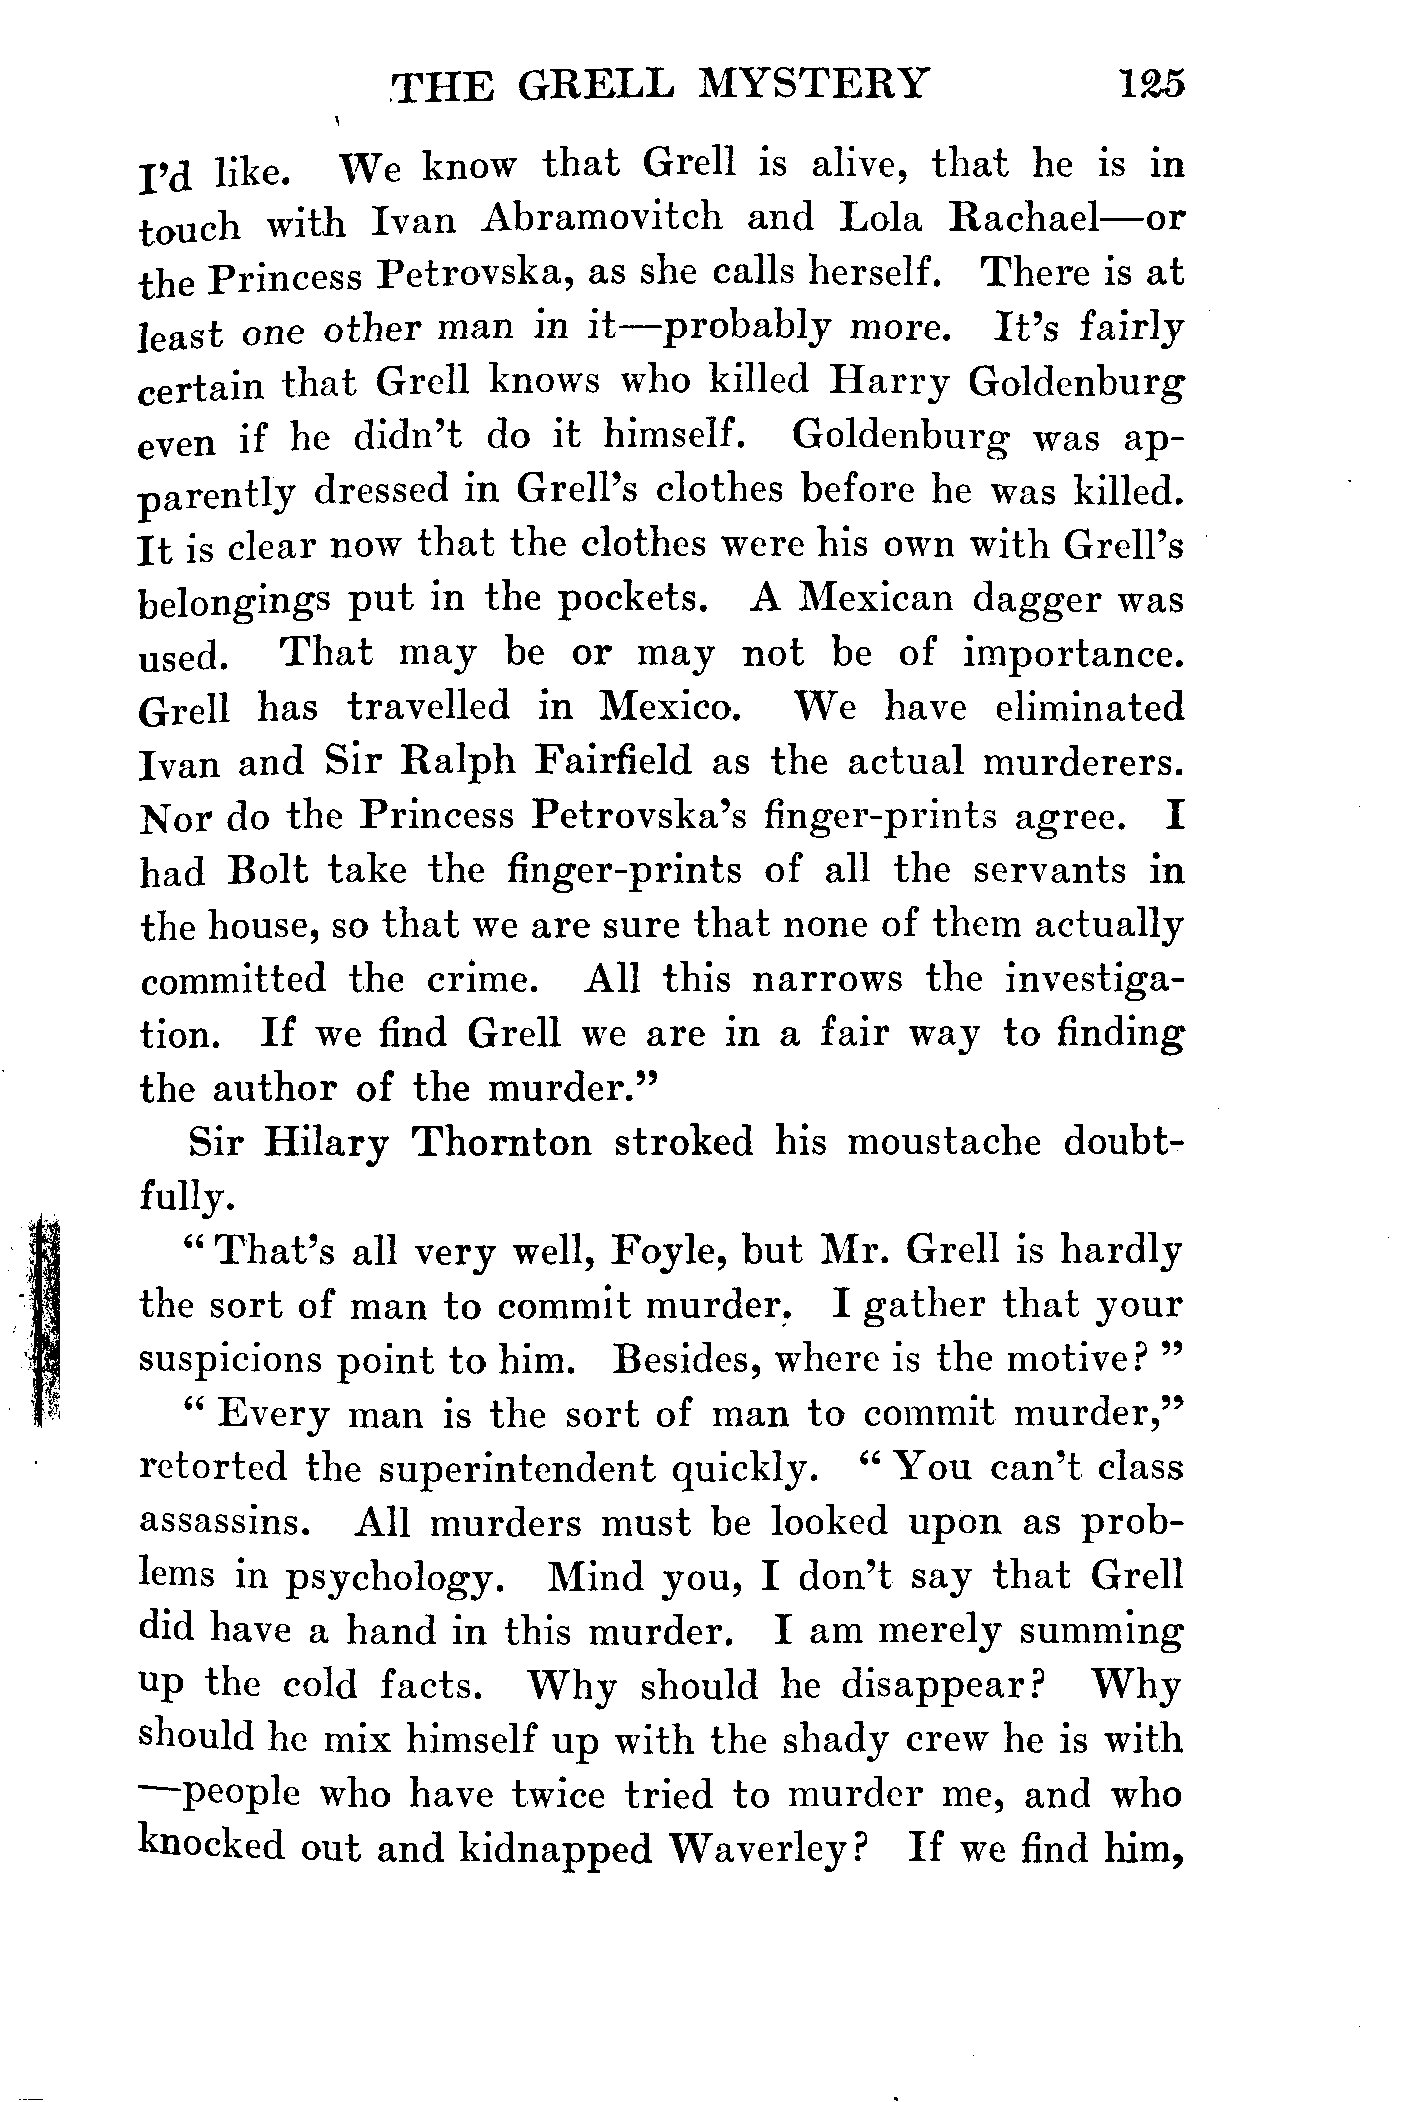 THE GRELL MYSTERY 125
I'd like. We know that Grell is alive, that he is in
touch with Ivan Abramovitch and Lola Rachael—or
the Princess Petrovska, as she calls herself. There is at
least one other man in it—probably more. It's fairly
certain that Grell knows who killed Harry Goldenburg
even if he didn't do it himself. Goldenburg was ap-
parently dressed in Grell's clothes before he was killed.
It is clear now that the clothes were his own with Grell's
belongings put in the pockets. A Mexican dagger was
used. That may be or may not be of importance.
Grell has travelled in Mexico. We have eliminated
Ivan and Sir Ralph Fairfield as the actual murderers.
Nor do the Princess Petrovska's finger-prints agree. I
had Bolt take the finger-prints of all the servants in
the house, so that we are sure that none of them actually
committed the crime. All this narrows the investiga-
tion. If we find Grell we are in a fair way to finding
the author of the murder."
Sir Hilary Thornton stroked his moustache doubt-
fully.
"That's all very well, Foyle, but Mr. Grell is hardly
the sort of man to commit murder. I gather that your
suspicions point to him. Besides, where is the motive?"
"Every man is the sort of man to commit murder,"
retorted the superintendent quickly. "You can't class
assassins. All murders must be looked upon as prob-
lems in psychology. Mind you, I don't say that Grell
did have a hand in this murder. I am merely summing
up the cold facts. Why should he disappear? Why
should he mix himself up with the shady crew he is with
—people who have twice tried to murder me, and who
knocked out and kidnapped Waverley? If we find him,